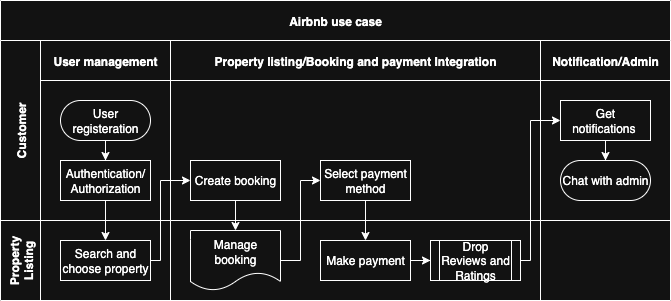 Airbnb use case
User management
Property listing/Booking and payment Integration
Notification/Admin
Customer
User
registeration
Authentication/
Authorization
Create booking
Select payment
method
Get
notifications
Chat with admin
Property
Listing
Search and
choose property
Manage
booking
Make payment
Drop
Reviews and
Ratings